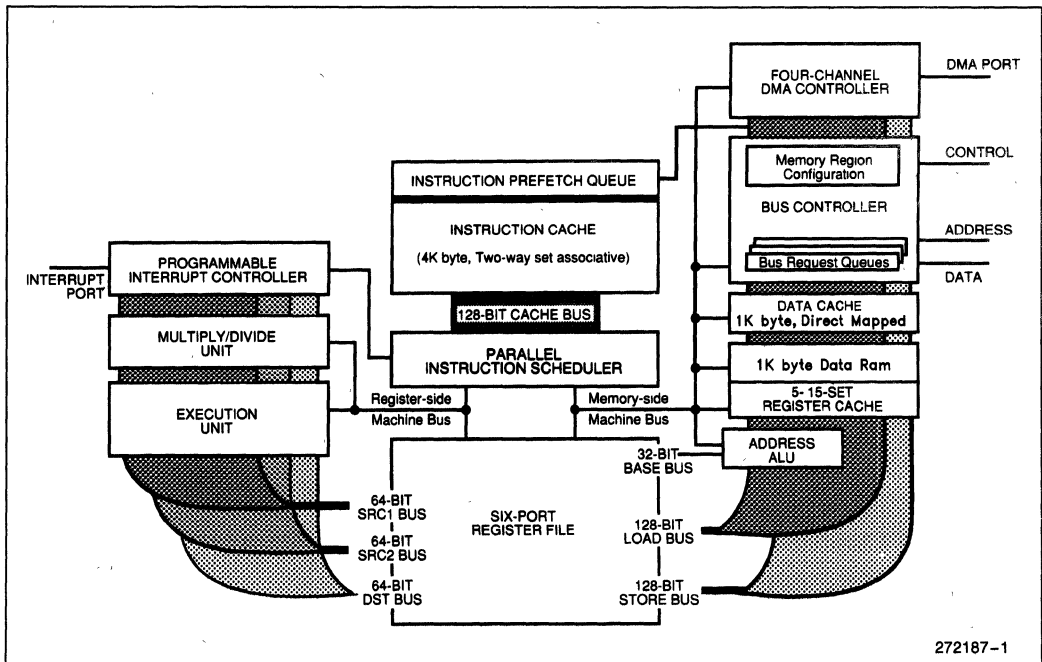 FOUR-CHANNEL
DMA CONTROLLER
DMA PORT
Memory Region
Configuration
CONTROL
BUS CONTROLLER
ADDRESS
Bus Request Queues
DATA
INSTRUCTION PREFETCH QUEUE
INSTRUCTION CACHE
(4K byte, Two-way set associative)
128-BIT CACHE BUS
PARALLEL
INSTRUCTION SCHEDULER
INTERRUPT
PORT
PROGRAMMABLE
INTERRUPT CONTROLLER
MULTIPLY/DIVIDE
UNIT
EXECUTION
UNIT
Register-side
Machine Bus
Memory-side
Machine Bus
DATA CACHE
1K byte, Direct Mapped
1K byte Data Ram
5- 15-SET
REGISTER CACHE
ADDRESS
ALU
32-BIT
BASE BUS
64-BIT
SRC1 BUS
64-BIT
SRC2 BUS
64-BIT
DST BUS
SIX-PORT
REGISTER FILE
128-BIT
LOAD BUS
128-BIT
STORE BUS
272187-1